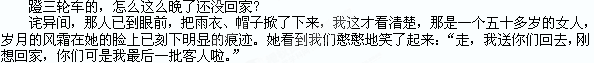 蹬三轮车的，怎么这么晚了还没回家？
诧异间，那人已到眼前，把雨衣、帽子掀了下来，我这才看清楚，那是一个五十多岁的女人，
岁月的风霜在她的脸上已刻下明显的痕迹。她看到我们憨憨地笑了起来：“走，我送你们回去，刚
想回家，你们可是我最后一批客人啦。”